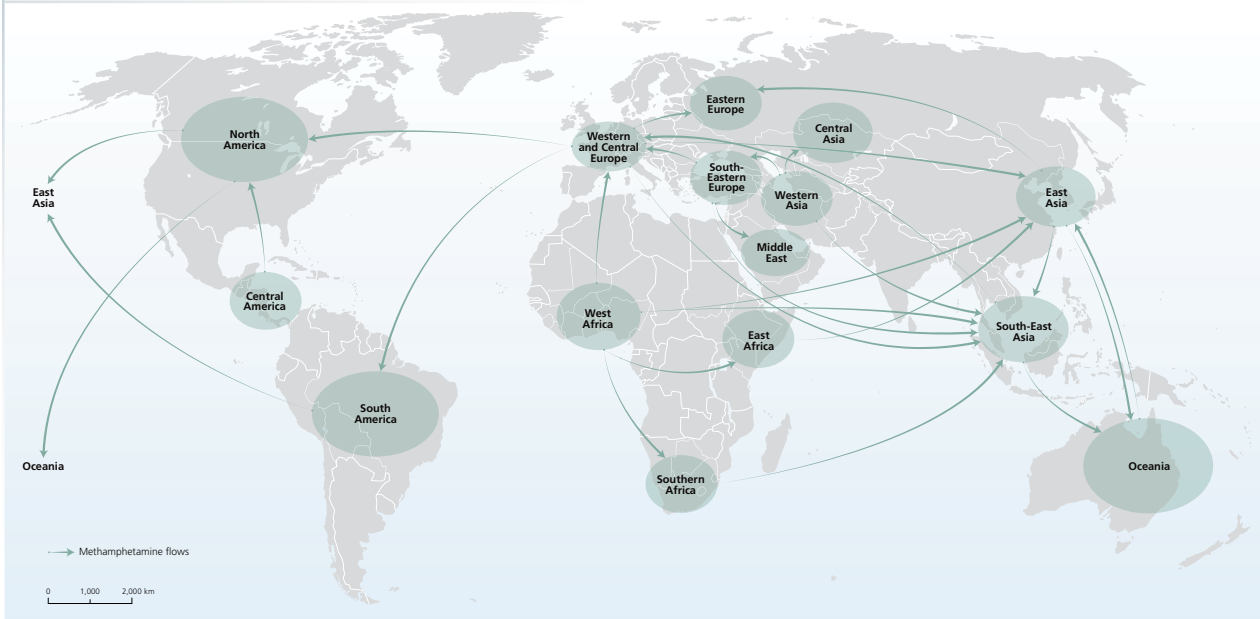 North
America
East
Asia
Central
America
South
America
Oceania
Western
and Central
Europe
Eastern
Europe
Central
Asia
South-
Eastern
Europe
Western
Asia
Middle
East
East
Asia
West
Africa
East
Africa
South-East
Asia
Southern
Africa
Oceania
Methamphetamine flows
0 1,000 2,000 km